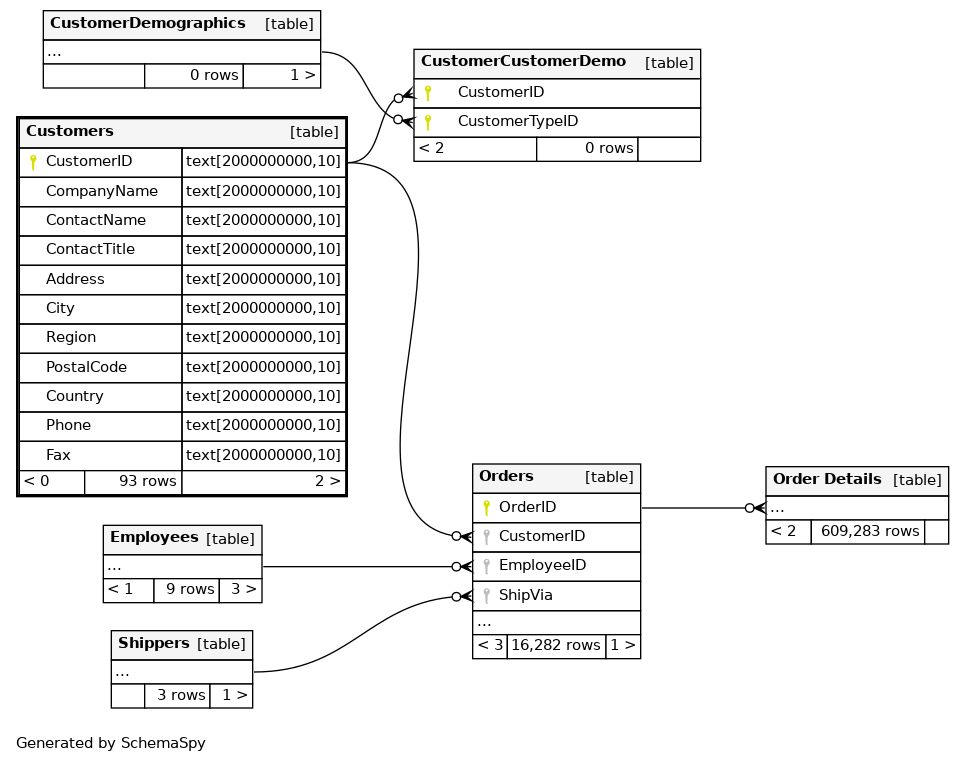 CustomerDemographics [table]
...
0 rows 1 >
CustomerCustomerDemo [table]
CustomerID
CustomerTypeID
< 2 0 rows
Customers [table]
CustomerID text[2000000000,10]
CompanyName text[2000000000,10]
ContactName text[2000000000,10]
ContactTitle text[2000000000,10]
Address text[2000000000,10]
City text[2000000000,10]
Region text[2000000000,10]
PostalCode text[2000000000,10]
Country text[2000000000,10]
Phone text[2000000000,10]
Fax text[2000000000,10]
< 0 93 rows 2 >
Orders [table]
OrderID
CustomerID
EmployeeID
ShipVia
...
< 3 16,282 rows 1 >
Order Details [table]
...
< 2 609,283 rows
Employees [table]
...
< 1 9 rows 3 >
Shippers [table]
...
3 rows 1 >
Generated by SchemaSpy